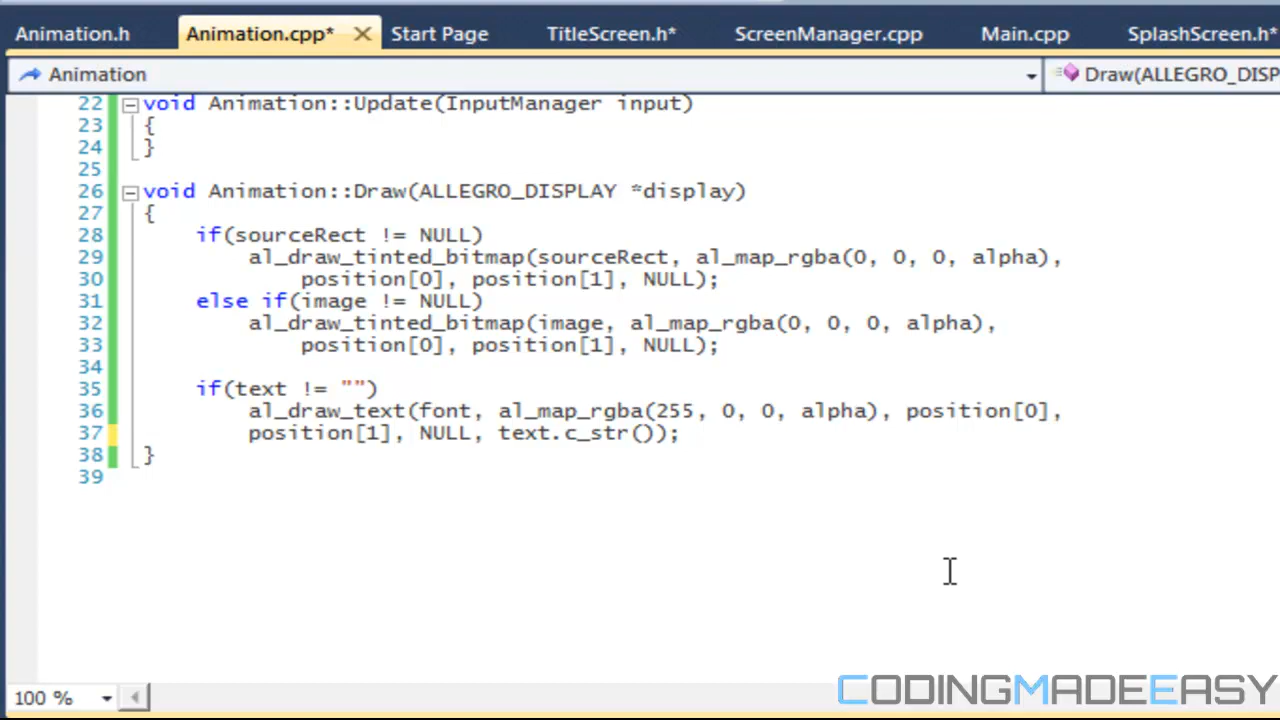 Animation.h Animation.cpp* Start Page TitleScreen.h* ScreenManager.cpp Main.cpp SplashScreen.h*
Animation Draw(ALLEGRO_DISP
22 void Animation::Update(InputManager input)
23 {
24 }
25
26 void Animation::Draw(ALLEGRO_DISPLAY *display)
27 {
28 if(sourceRect != NULL)
29 al_draw_tinted_bitmap(sourceRect, al_map_rgba(0, 0, 0, alpha),
30 position[0], position[1], NULL);
31 else if(image != NULL)
32 al_draw_tinted_bitmap(image, al_map_rgba(0, 0, 0, alpha),
33 position[0], position[1], NULL);
34
35 if(text != "")
36 al_draw_text(font, al_map_rgba(255, 0, 0, alpha), position[0],
37 position[1], NULL, text.c_str());
38 }
39
100 %
CODINGMADEEASY